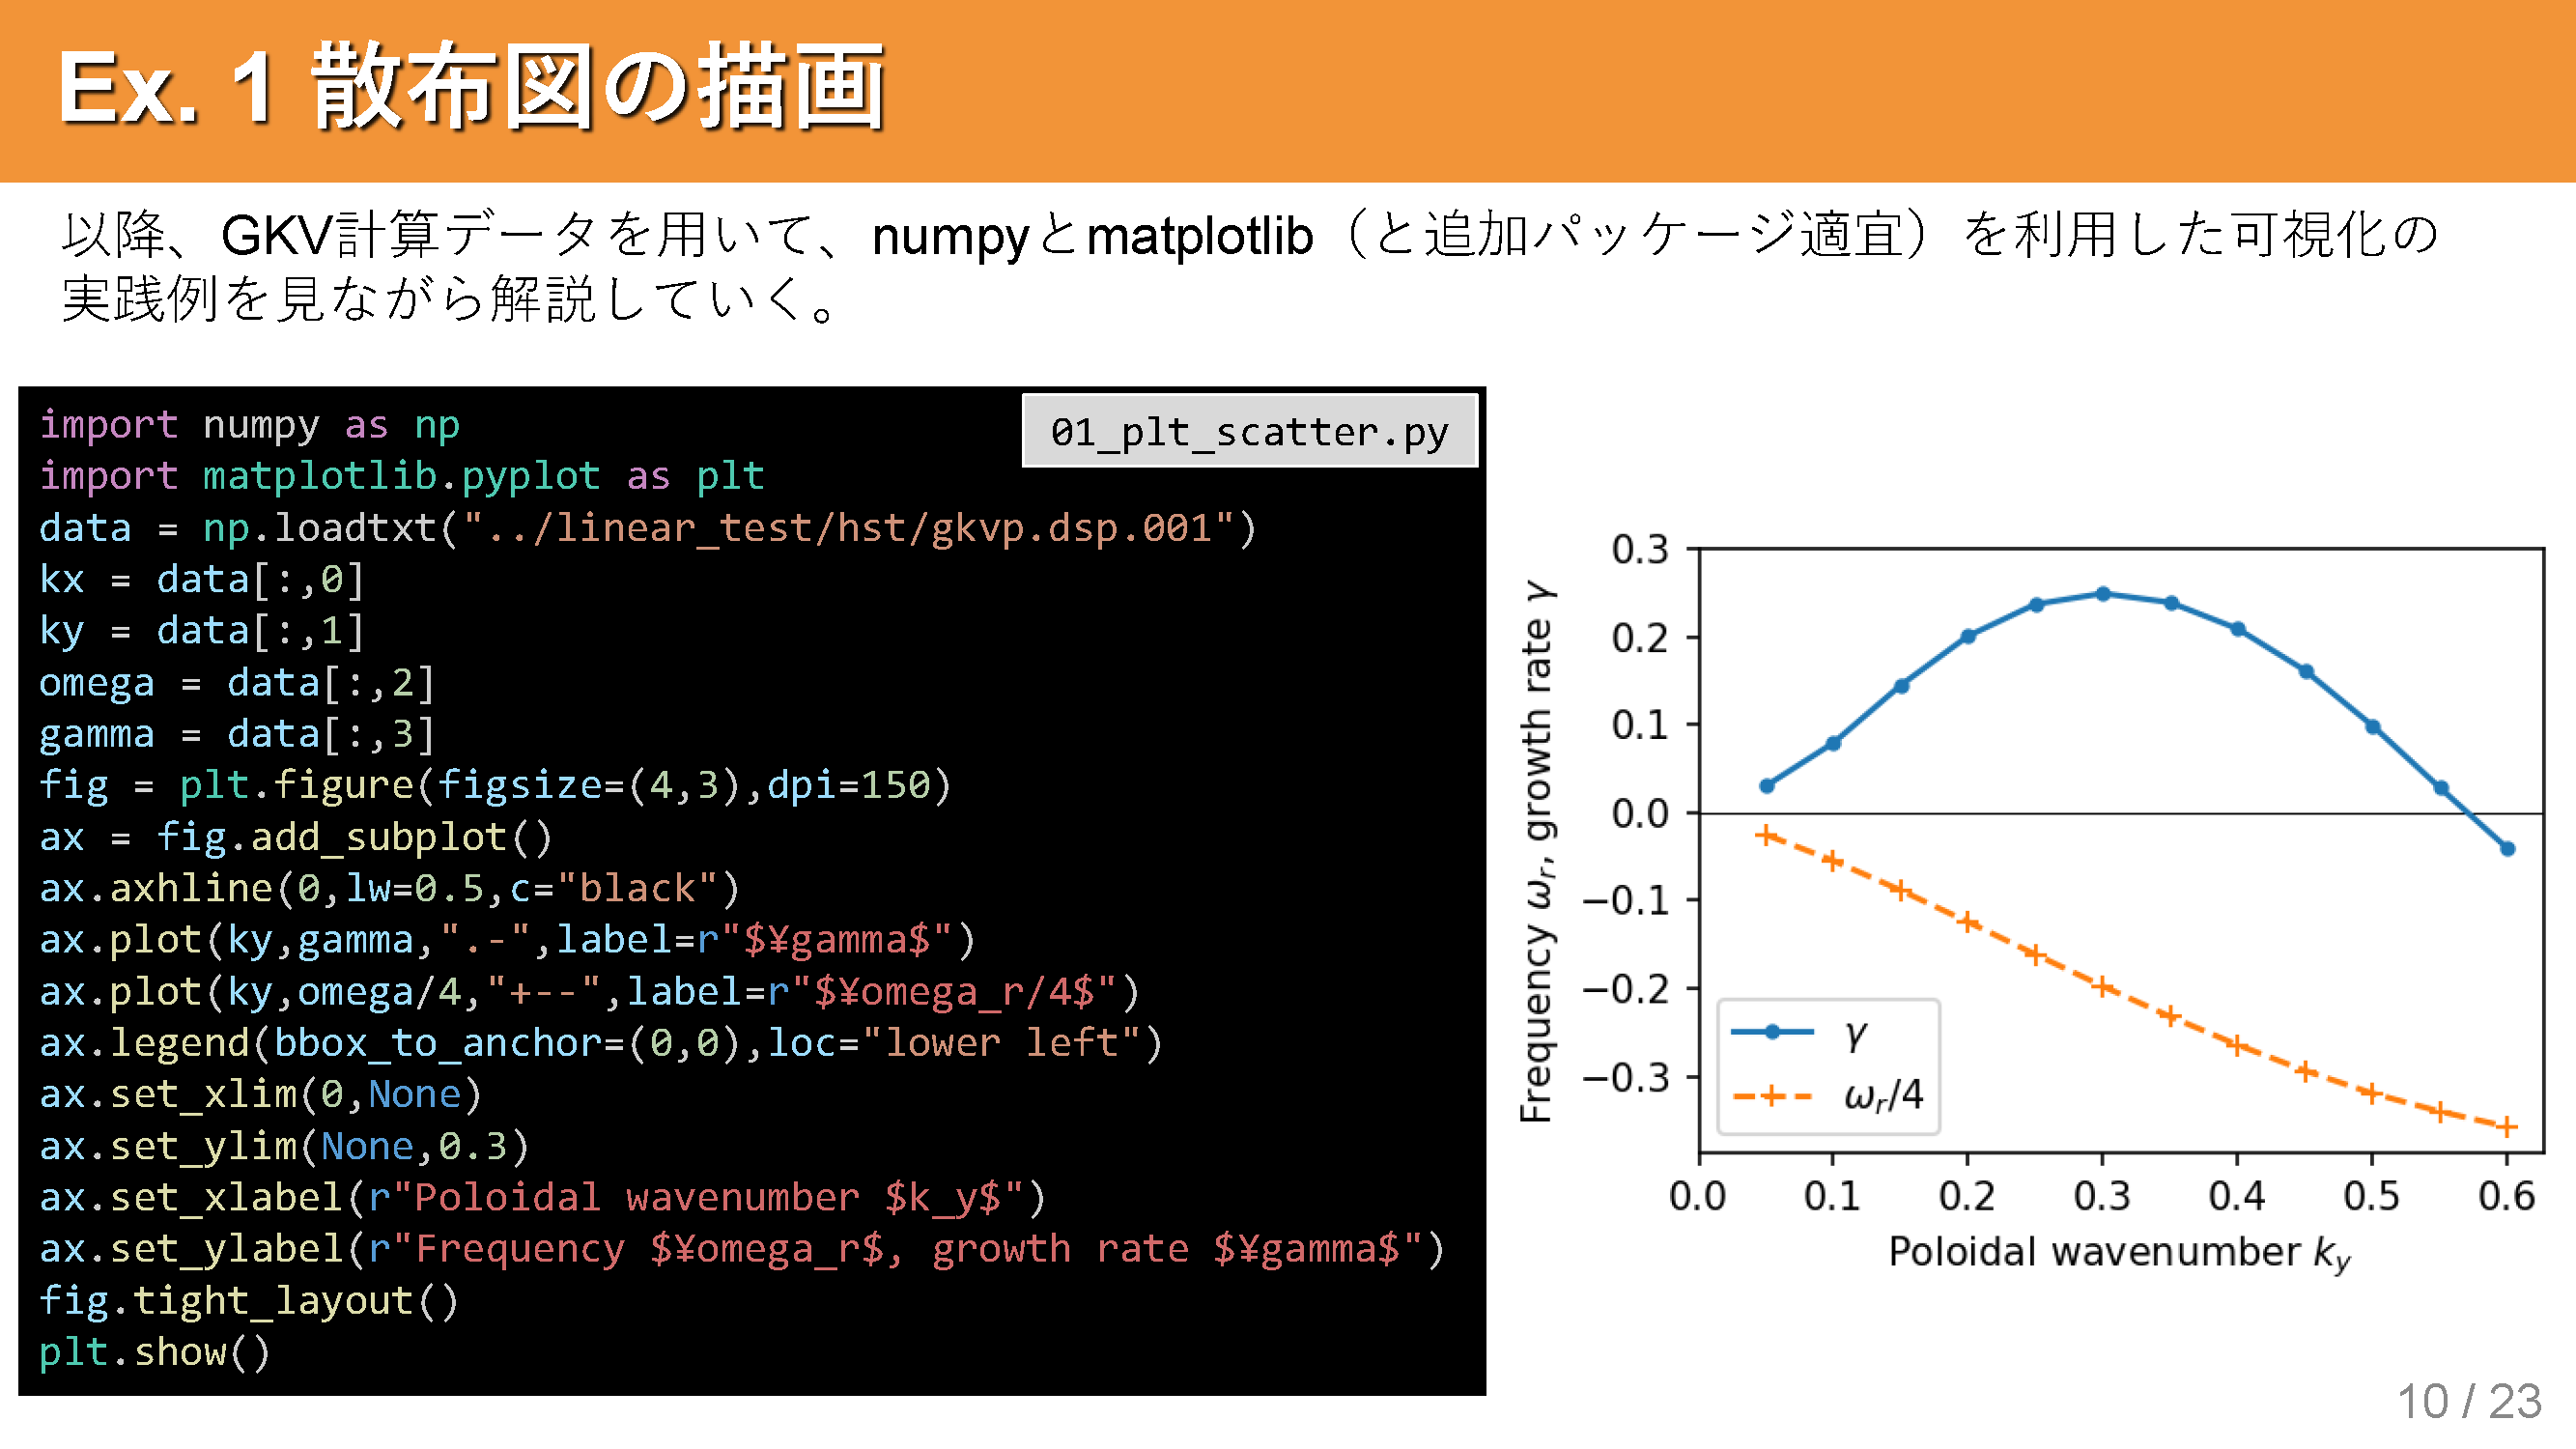 Ex. 1 散布図の描画
以降、GKV計算データを用いて、numpyとmatplotlib（と追加パッケージ適宜）を利用した可視化の
実践例を見ながら解説していく。
01_plt_scatter.py
import numpy as np
import matplotlib.pyplot as plt
data = np.loadtxt("../linear_test/hst/gkvp.dsp.001")
kx = data[:,0]
ky = data[:,1]
omega = data[:,2]
gamma = data[:,3]
fig = plt.figure(figsize=(4,3),dpi=150)
ax = fig.add_subplot()
ax.axhline(0,lw=0.5,c="black")
ax.plot(ky,gamma,".-",label=r"$¥gamma$")
ax.plot(ky,omega/4,"+--",label=r"$¥omega_r/4$")
ax.legend(bbox_to_anchor=(0,0),loc="lower left")
ax.set_xlim(0,None)
ax.set_ylim(None,0.3)
ax.set_xlabel(r"Poloidal wavenumber $k_y$")
ax.set_ylabel(r"Frequency $¥omega_r$, growth rate $¥gamma$")
fig.tight_layout()
plt.show()
Frequency ωr, growth rate γ
0.3
0.2
0.1
0.0
−0.1
−0.2
−0.3
γ
ωr/4
0.0 0.1 0.2 0.3 0.4 0.5 0.6
Poloidal wavenumber ky
10 / 23